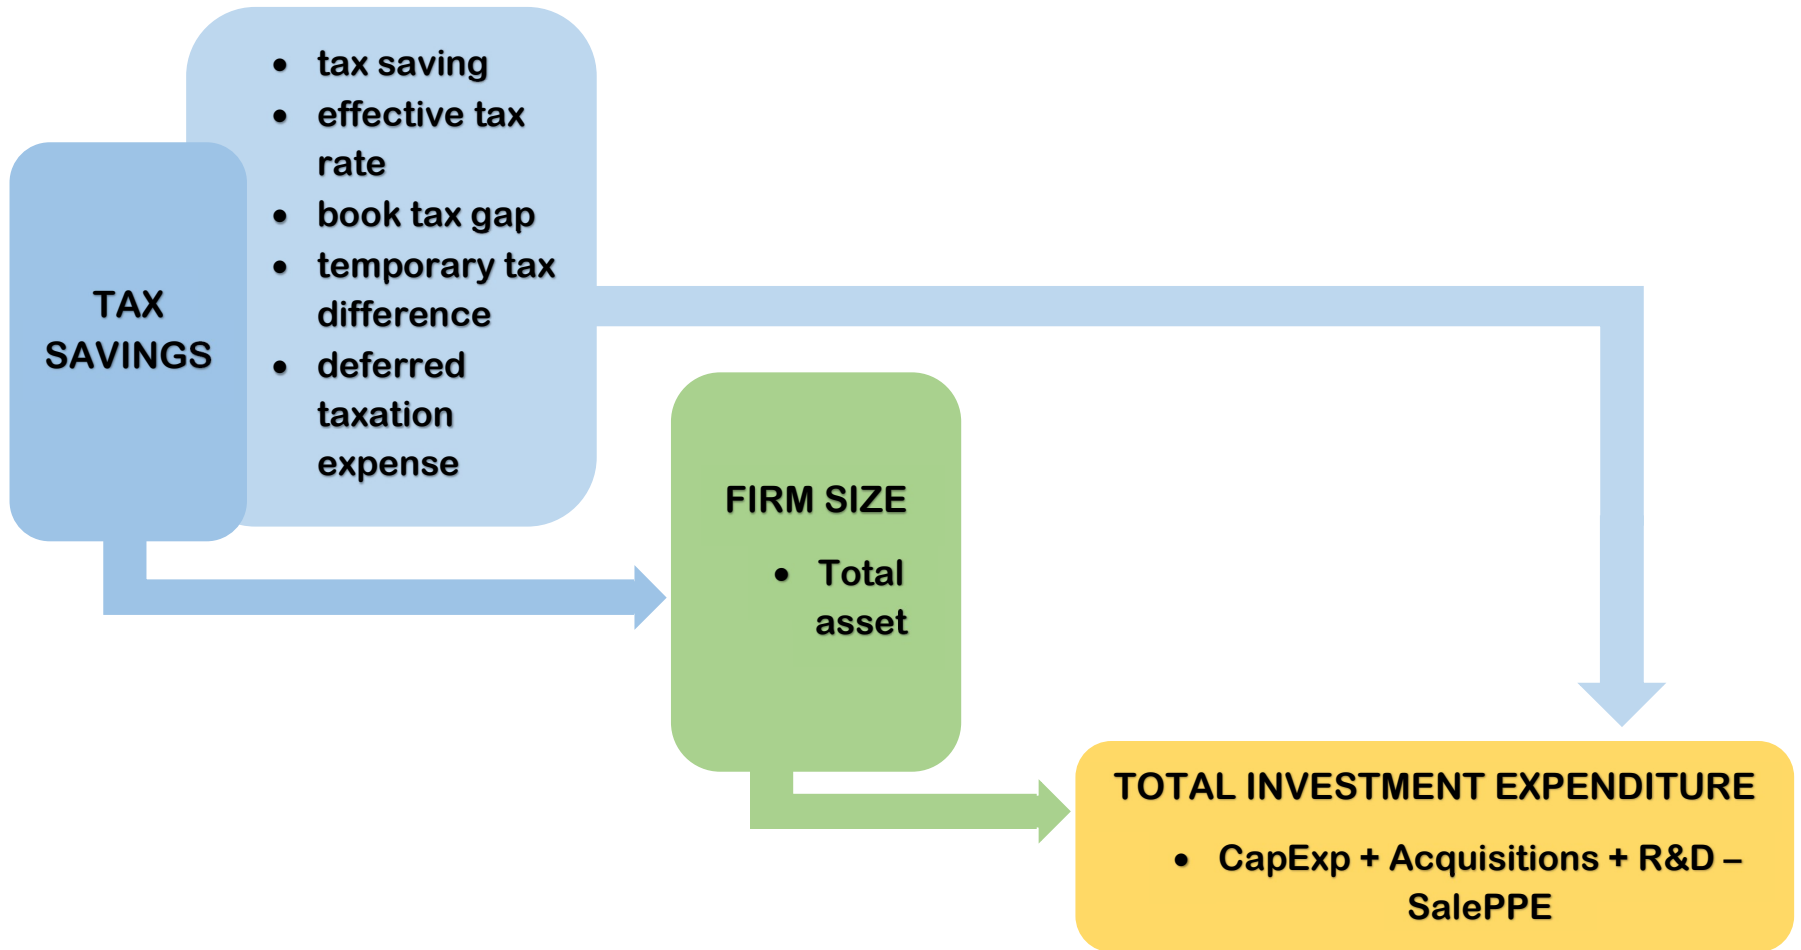 TAX
SAVINGS
• tax saving
• effective tax
rate
• book tax gap
• temporary tax
difference
• deferred
taxation
expense
FIRM SIZE
• Total
asset
TOTAL INVESTMENT EXPENDITURE
• CapExp + Acquisitions + R&D –
SalePPE